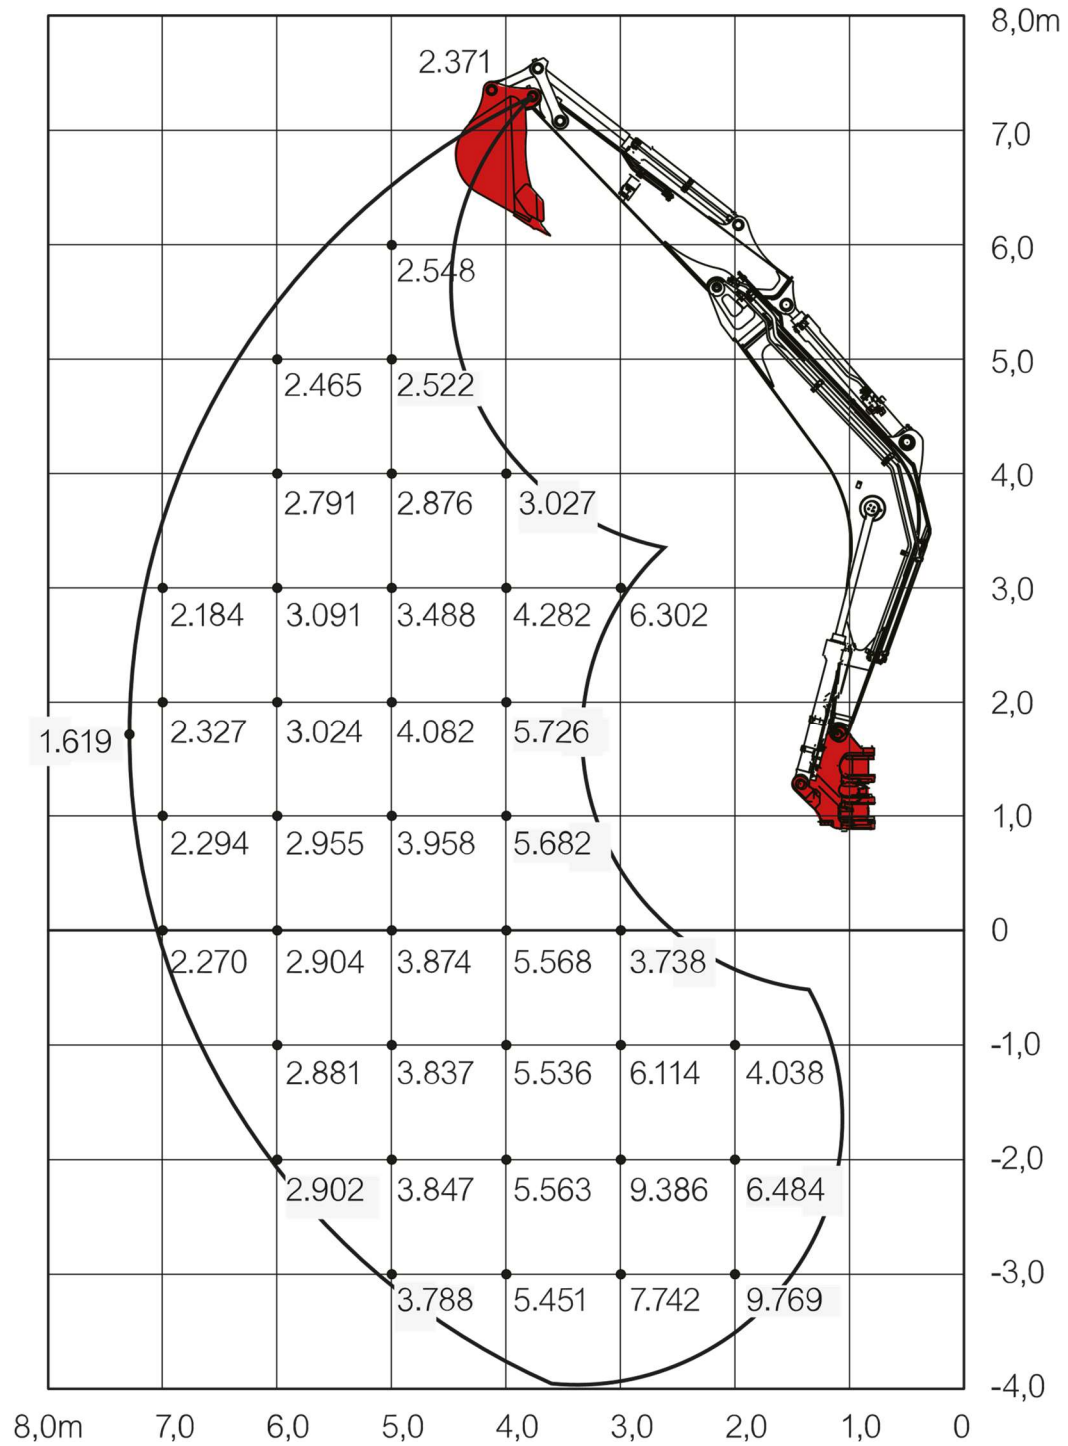 8,0m
2.371
7,0
6,0
2.548
5,0
2.465 2.522
4,0
2.791 2.876 3.027
3,0
2.184 3.091 3.488 4.282 6.302
2,0
1.619 2.327 3.024 4.082 5.726
1,0
2.294 2.955 3.958 5.682
0
2.270 2.904 3.874 5.568 3.738
-1,0
2.881 3.837 5.536 6.114 4.038
-2,0
2.902 3.847 5.563 9.386 6.484
-3,0
3.788 5.451 7.742 9.769
-4,0
8,0m 7,0 6,0 5,0 4,0 3,0 2,0 1,0 0